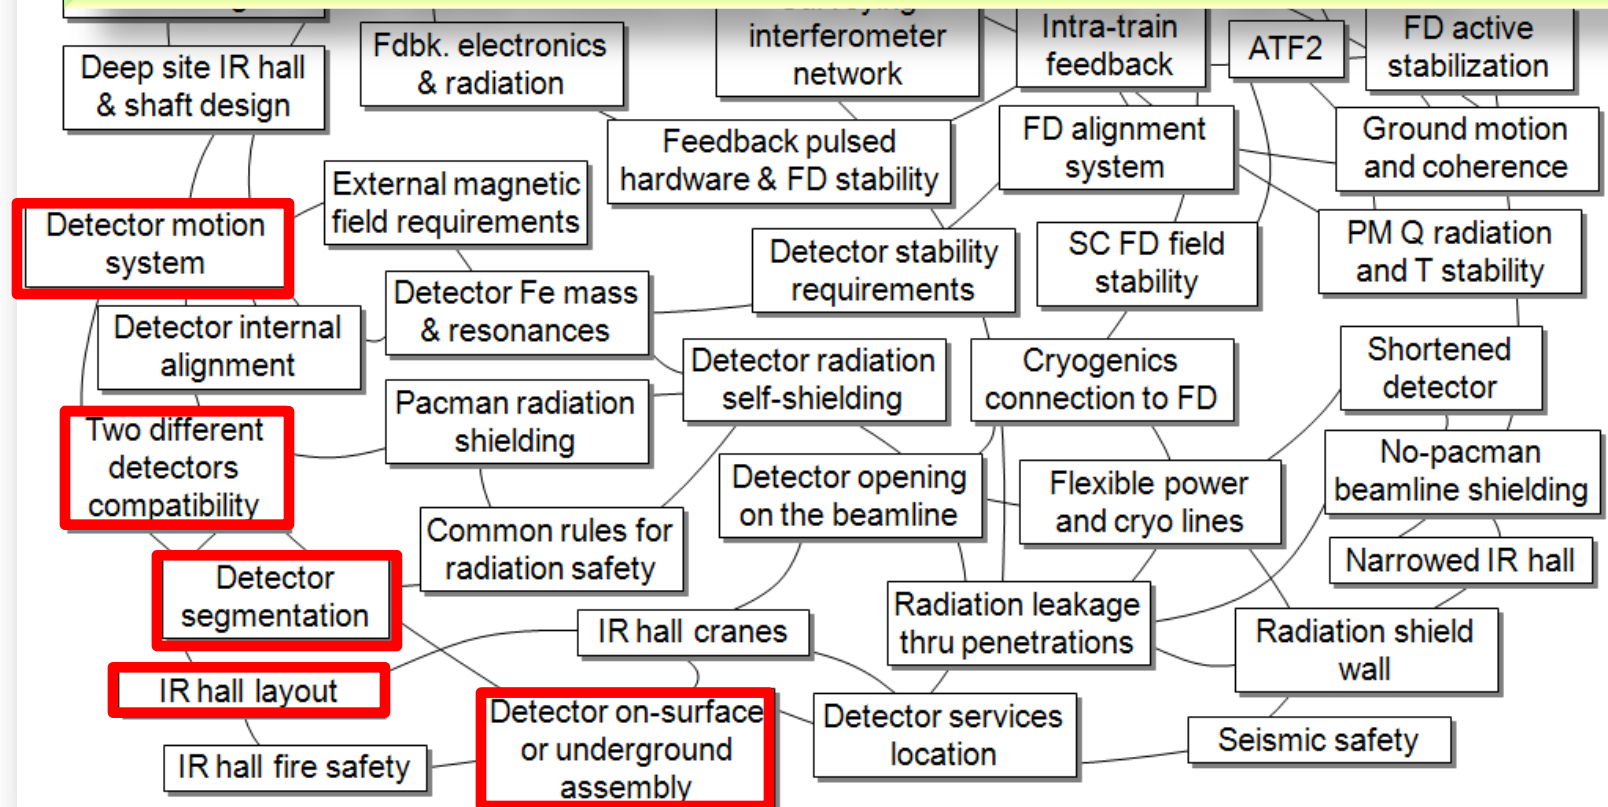 Deep site IR hall
& shaft design
Fdbk. electronics
& radiation
interferometer
network
Intra-train
feedback
ATF2
FD active
stabilization
Feedback pulsed
hardware & FD stability
FD alignment
system
Ground motion
and coherence
External magnetic
field requirements
Detector motion
system
Detector stability
requirements
SC FD field
stability
PM Q radiation
and T stability
Detector Fe mass
& resonances
Detector internal
alignment
Detector radiation
self-shielding
Cryogenics
connection to FD
Shortened
detector
Pacman radiation
shielding
Two different
detectors
compatibility
Detector opening
on the beamline
Flexible power
and cryo lines
No-pacman
beamline shielding
Common rules for
radiation safety
Narrowed IR hall
Detector
segmentation
IR hall cranes
Radiation leakage
thru penetrations
Radiation shield
wall
IR hall layout
Detector on-surface
or underground
assembly
Detector services
location
Seismic safety
IR hall fire safety